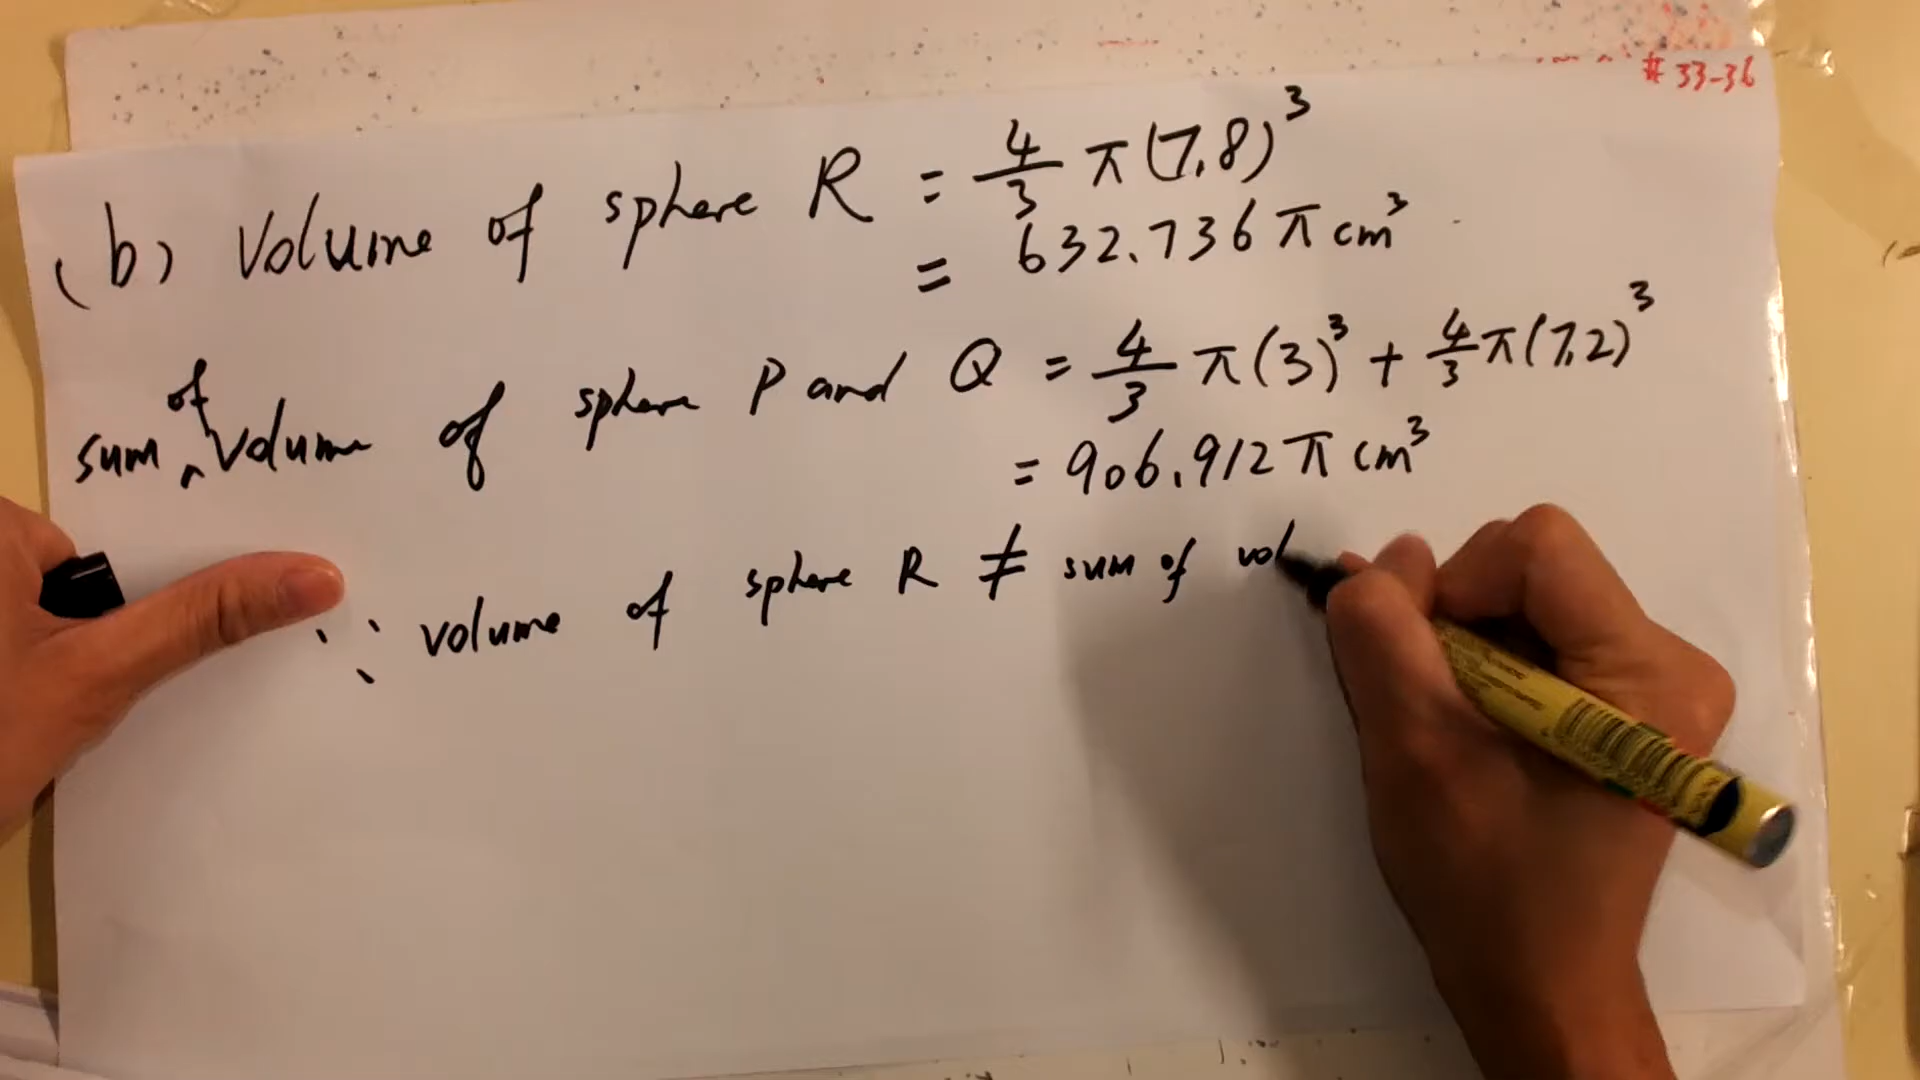 # 33-36
(b) Volume of sphere R = 4/3 π(7.8)³
= 632.736 π cm³
sum of volume of sphere P and Q = 4/3 π(3)³ + 4/3 π(7.2)³
= 906.912 π cm³
∵ volume of sphere R ≠ sum of vol